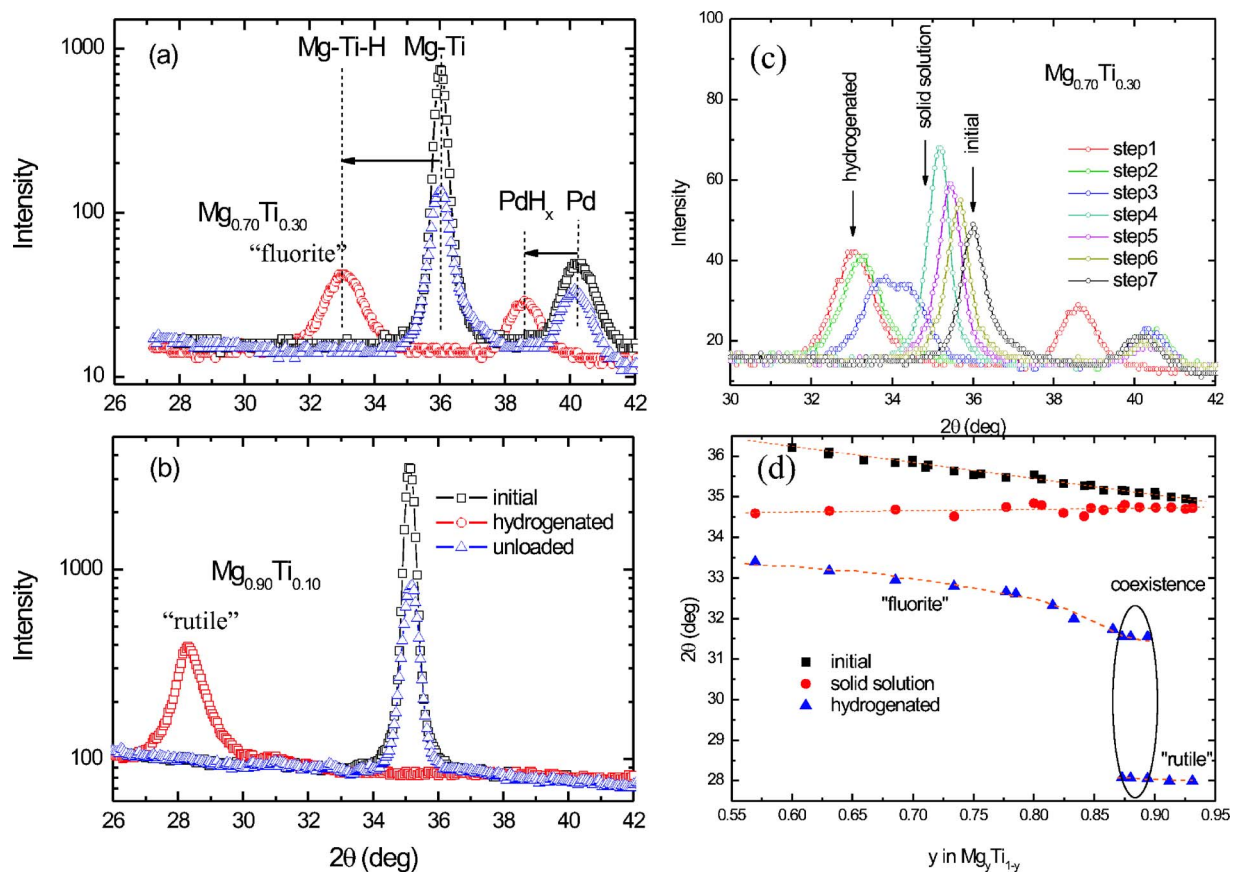 (a)
Mg-Ti-H
Mg-Ti
PdHx
Pd
Mg0.70Ti0.30
“fluorite”
Intensity
1000
100
10
26 28 30 32 34 36 38 40 42
(b)
initial
hydrogenated
unloaded
Mg0.90Ti0.10
“rutile”
Intensity
1000
100
26 28 30 32 34 36 38 40 42
2θ (deg)
(c)
hydrogenated
solid solution
initial
Mg0.70Ti0.30
step1
step2
step3
step4
step5
step6
step7
Intensity
100
80
60
40
20
30 32 34 36 38 40 42
2θ (deg)
(d)
"fluorite"
coexistence
initial
solid solution
hydrogenated
"rutile"
2θ (deg)
36
35
34
33
32
31
30
29
28
0.55 0.60 0.65 0.70 0.75 0.80 0.85 0.90 0.95
y in MgyTi1-y